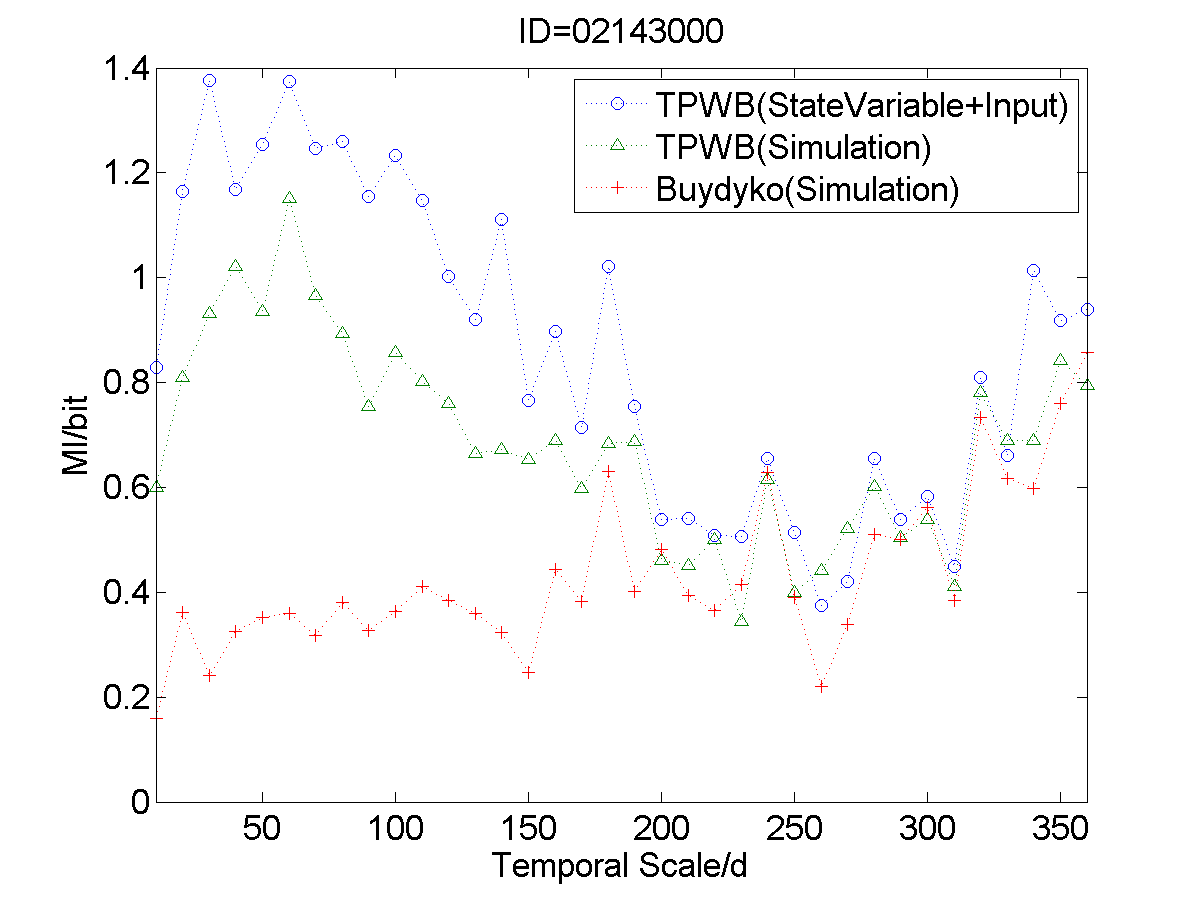 ID=02143000
1.4
1.2
1
0.8
0.6
0.4
0.2
0
MI/bit
TPWB(StateVariable+Input)
TPWB(Simulation)
Buydyko(Simulation)
50 100 150 200 250 300 350
Temporal Scale/d